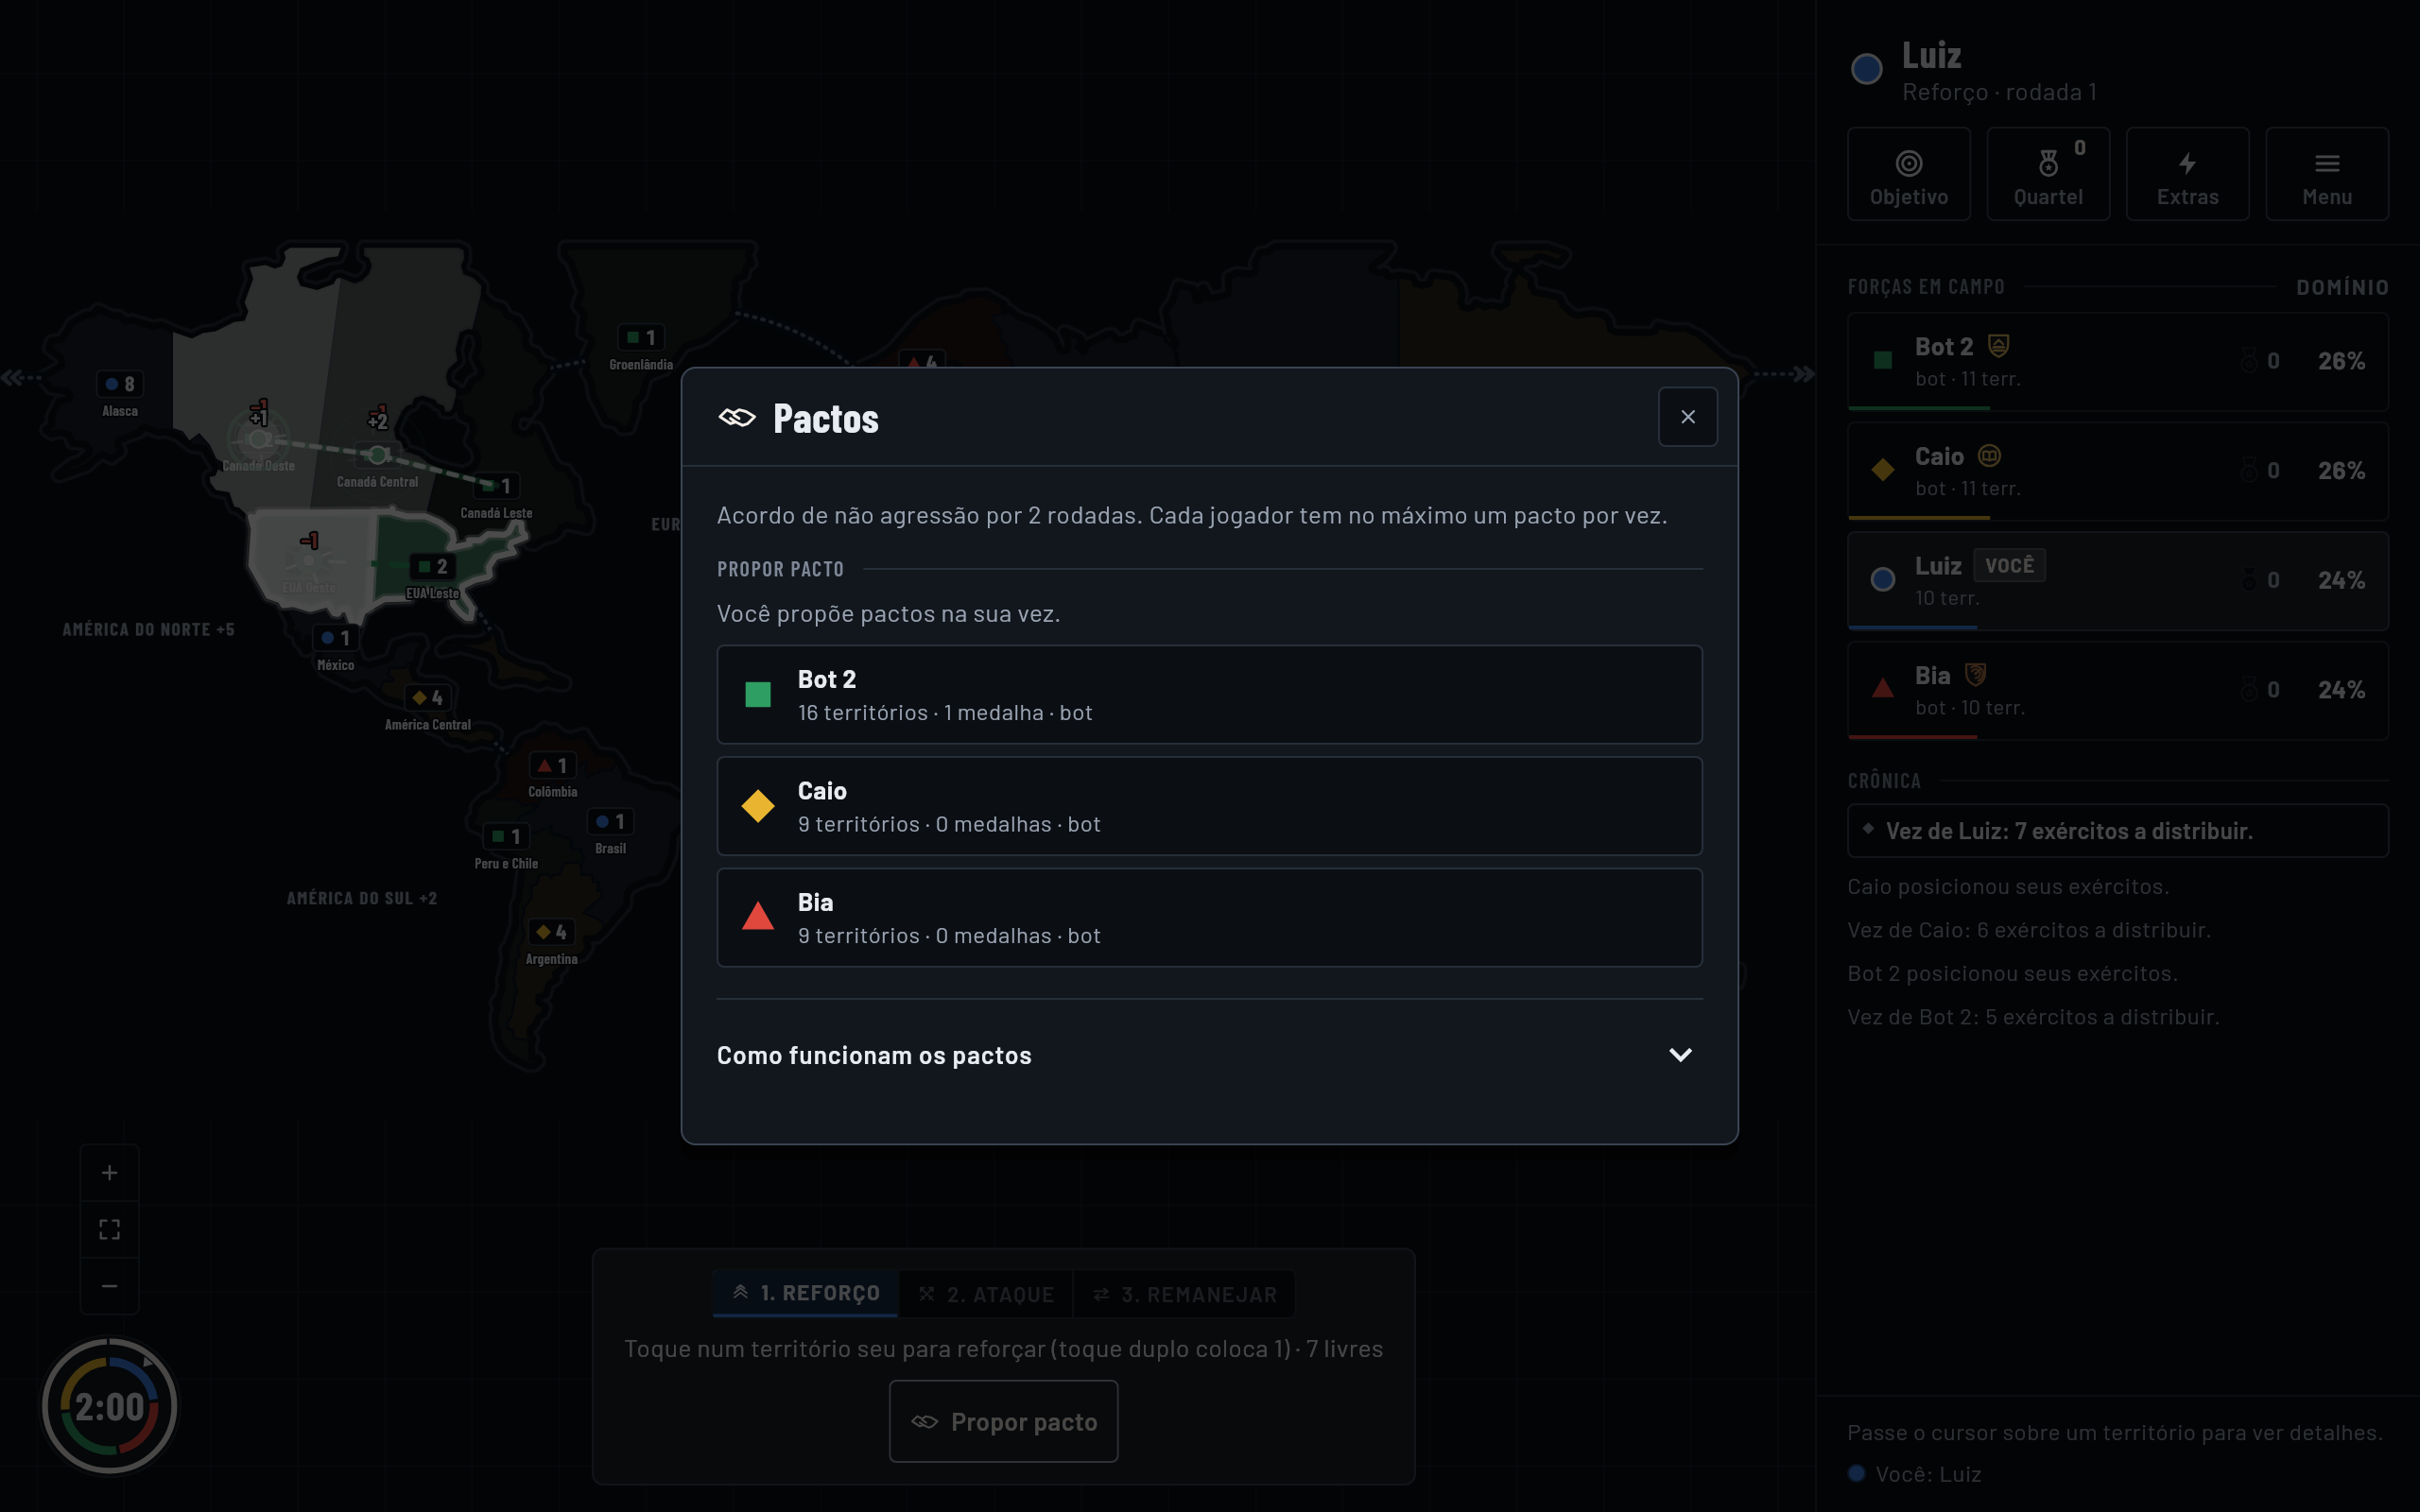 Luiz
Reforço · rodada 1
Objetivo
0
Quartel
Extras
Menu
FORÇAS EM CAMPO
DOMÍNIO
Bot 2
bot · 11 terr.
0
26%
Caio
bot · 11 terr.
0
26%
Luiz
VOCÊ
10 terr.
0
24%
Bia
bot · 10 terr.
0
24%
CRÔNICA
Vez de Luiz: 7 exércitos a distribuir.
Caio posicionou seus exércitos.
Vez de Caio: 6 exércitos a distribuir.
Bot 2 posicionou seus exércitos.
Vez de Bot 2: 5 exércitos a distribuir.
Passe o cursor sobre um território para ver detalhes.
Você: Luiz
8
Alasca
-1
+1
Canadá Oeste
-1
+2
Canadá Central
1
Canadá Leste
1
Groenlândia
4
-1
EUA Oeste
2
EUA Leste
EUR
AMÉRICA DO NORTE +5
1
México
4
América Central
1
Colômbia
1
Brasil
1
Peru e Chile
AMÉRICA DO SUL +2
4
Argentina
Pactos
Acordo de não agressão por 2 rodadas. Cada jogador tem no máximo um pacto por vez.
PROPOR PACTO
Você propõe pactos na sua vez.
Bot 2
16 territórios · 1 medalha · bot
Caio
9 territórios · 0 medalhas · bot
Bia
9 territórios · 0 medalhas · bot
Como funcionam os pactos
2:00
1. REFORÇO
2. ATAQUE
3. REMANEJAR
Toque num território seu para reforçar (toque duplo coloca 1) · 7 livres
Propor pacto